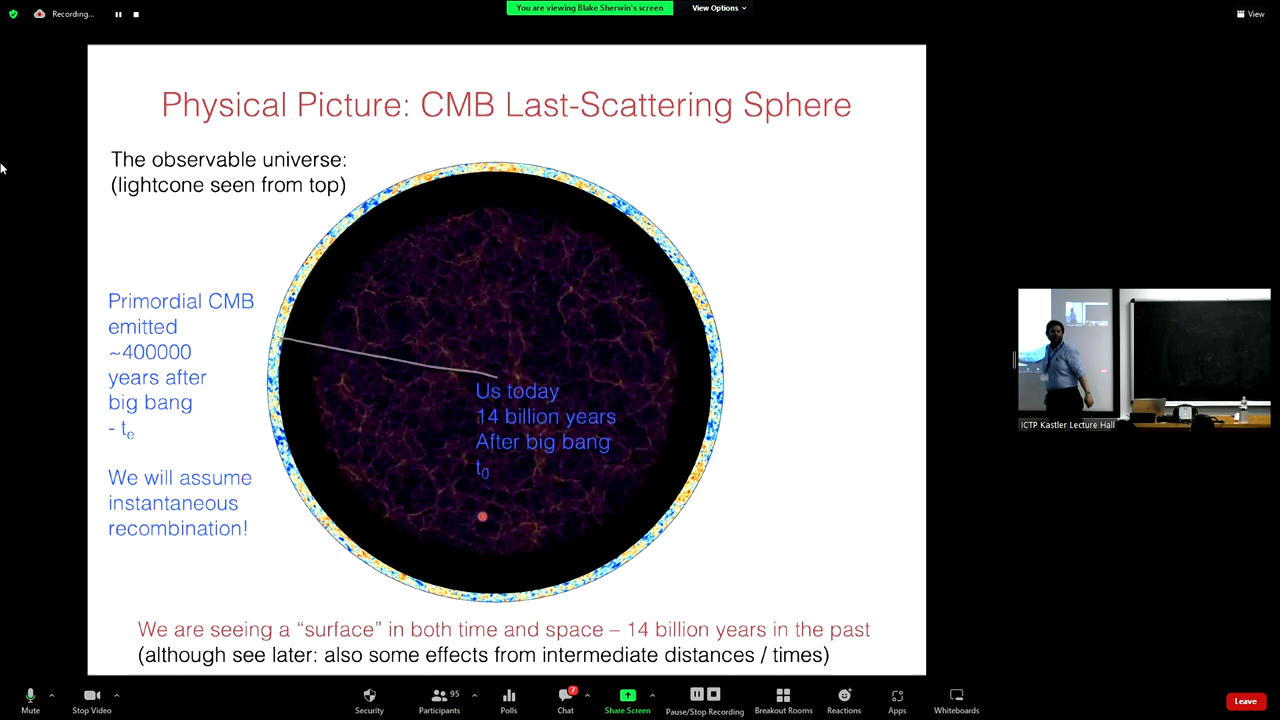 Recording...
You are viewing Blake Sherwin's screen
View Options
View
Physical Picture: CMB Last-Scattering Sphere
The observable universe:
(lightcone seen from top)
Primordial CMB
emitted
~400000
years after
big bang
- te
We will assume
instantaneous
recombination!
Us today
14 billion years
After big bang
t0
We are seeing a “surface” in both time and space – 14 billion years in the past
(although see later: also some effects from intermediate distances / times)
ICTP Kastler Lecture Hall
Mute
Stop Video
Security
95
Participants
Polls
7
Chat
Share Screen
Pause/Stop Recording
Breakout Rooms
Reactions
Apps
Whiteboards
Leave